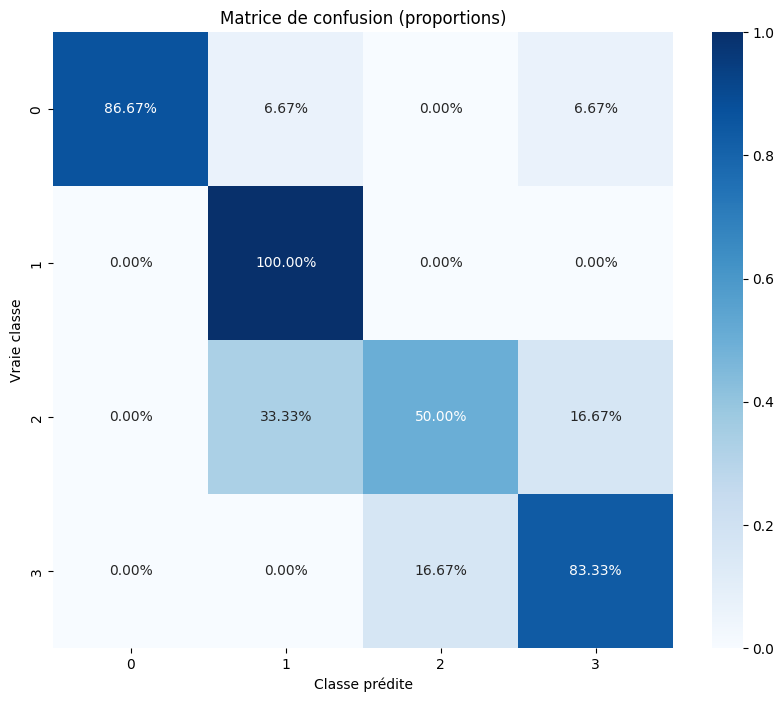 Matrice de confusion (proportions)
1.0
0 86.67% 6.67% 0.00% 6.67%
0.8
1 0.00% 100.00% 0.00% 0.00%
0.6
Vraie classe
0.4
2 0.00% 33.33% 50.00% 16.67%
0.2
3 0.00% 0.00% 16.67% 83.33%
0.0
0 1 2 3
Classe prédite